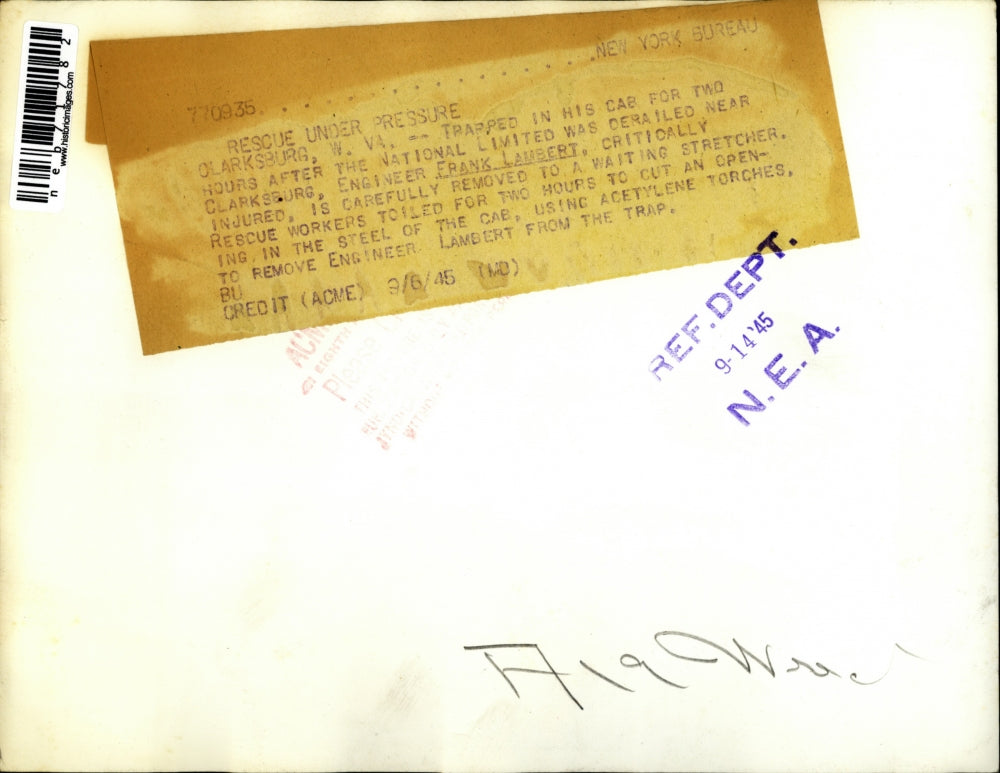 770935. . . . . . . . . . . . . . . .NEW YORK BUREAU
RESCUE UNDER PRESSURE
CLARKSBURG, W. VA. -- TRAPPED IN HIS CAB FOR TWO
HOURS AFTER THE NATIONAL LIMITED WAS DERAILED NEAR
CLARKSBURG, ENGINEER FRANK LAMBERT, CRITICALLY
INJURED, IS CAREFULLY REMOVED TO A WAITING STRETCHER.
RESCUE WORKERS TOILED FOR TWO HOURS TO CUT AN OPEN-
ING IN THE STEEL OF THE CAB, USING ACETYLENE TORCHES,
TO REMOVE ENGINEER LAMBERT FROM THE TRAP.
BU
CREDIT (ACME) 9/6/45 (MD)
www.historicimages.com
REF. DEPT.
9-14'45
N. E. A.
Please